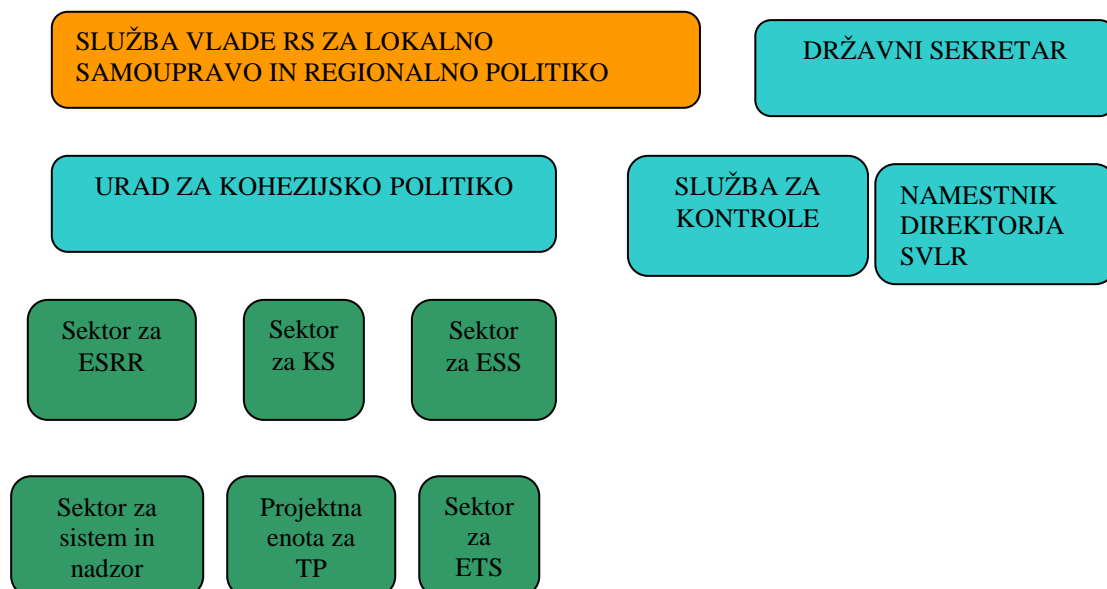 SLUŽBA VLADE RS ZA LOKALNO
SAMOUPRAVO IN REGIONALNO POLITIKO
DRŽAVNI SEKRETAR
URAD ZA KOHEZIJSKO POLITIKO
SLUŽBA ZA
KONTROLE
NAMESTNIK
DIREKTORJA
SVLR
Sektor za
ESRR
Sektor
za KS
Sektor
za ESS
Sektor za
sistem in
nadzor
Projektna
enota za
TP
Sektor
za
ETS